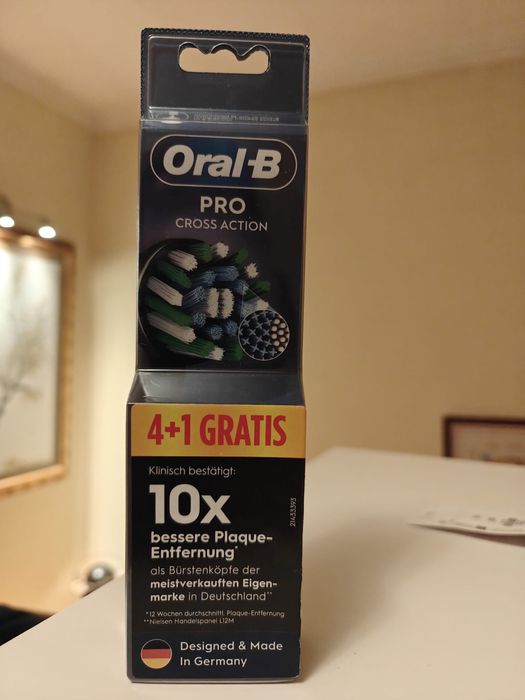 Oral-B
PRO
CROSS ACTION
4+1 GRATIS
Klinisch bestätigt:
10x
bessere Plaque-
Entfernung*
als Bürstenköpfe der
meistverkauften Eigen-
marke in Deutschland**
*12 Wochen durchschnittl. Plaque-Entfernung
**Nielsen Handelspanel L12M
21433393
Designed & Made
In Germany